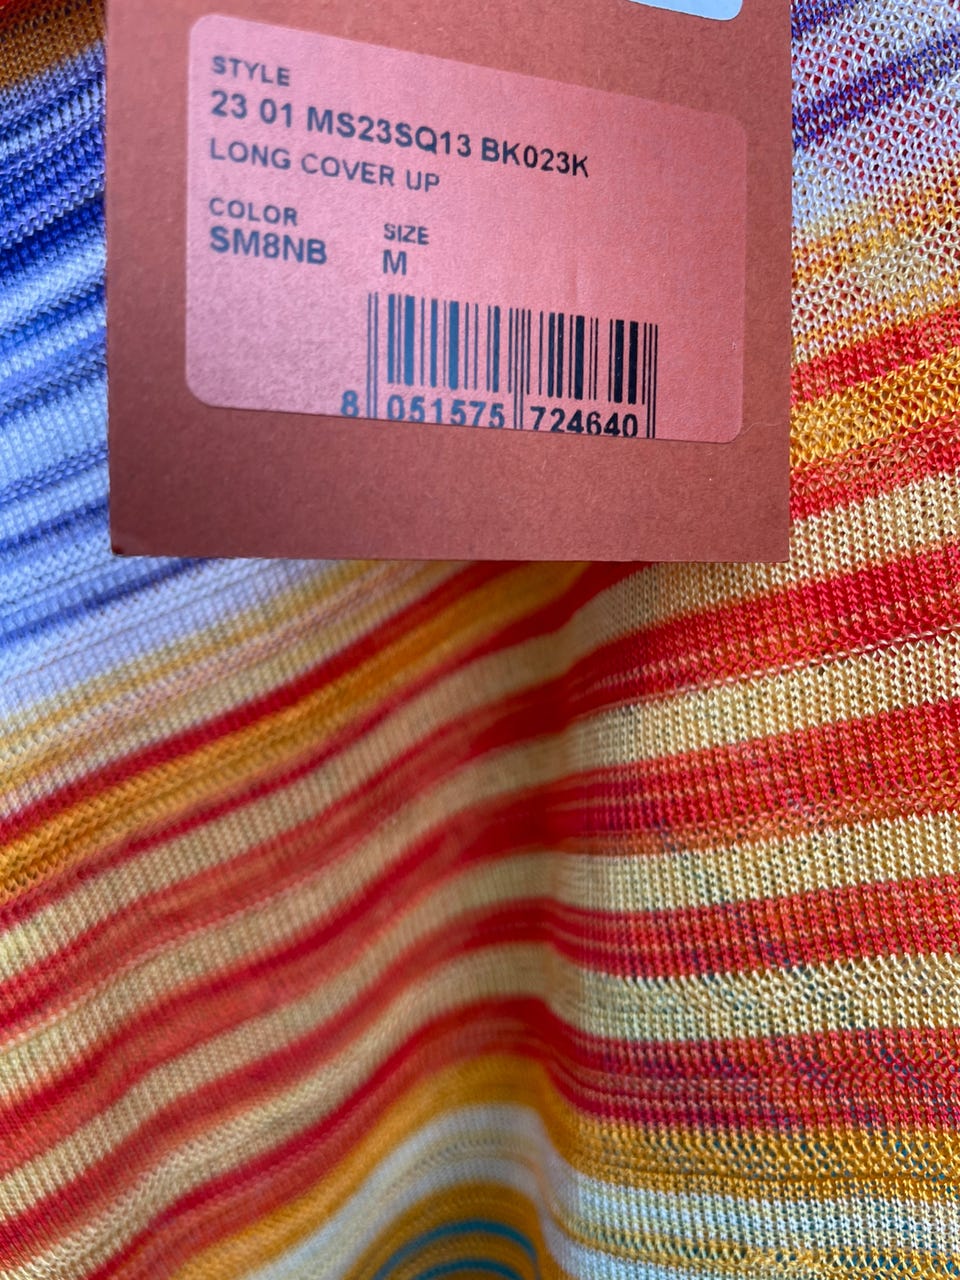 STYLE
23 01 MS23SQ13 BK023K
LONG COVER UP
COLOR SIZE
SM8NB M
8 051575 724640